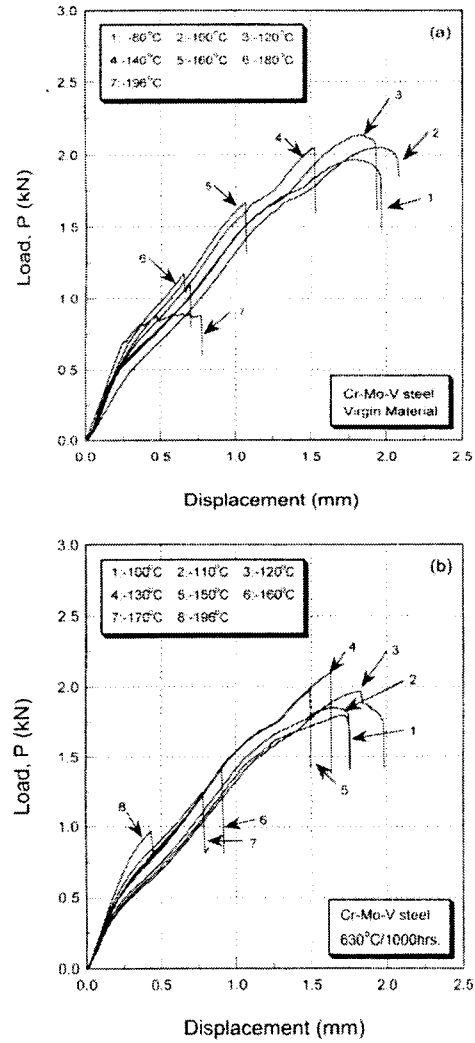 (a)
1:-80°C 2:-100°C 3:-120°C
4:-140°C 5:-160°C 6:-180°C
7:-196°C
3.0
2.5
2.0
1.5
1.0
0.5
0.0
Load, P (kN)
3
4
2
5
1
6
7
Cr-Mo-V steel
Virgin Material
0.0 0.5 1.0 1.5 2.0 2.5
Displacement (mm)
(b)
1:-100°C 2:-110°C 3:-120°C
4:-130°C 5:-150°C 6:-160°C
7:-170°C 8:-196°C
3.0
2.5
2.0
1.5
1.0
0.5
0.0
Load, P (kN)
4
3
2
1
5
8
6
7
Cr-Mo-V steel
630°C/1000hrs.
0.0 0.5 1.0 1.5 2.0 2.5
Displacement (mm)